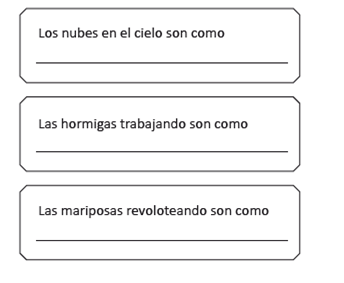 Los nubes en el cielo son como
Las hormigas trabajando son como
Las mariposas revoloteando son como